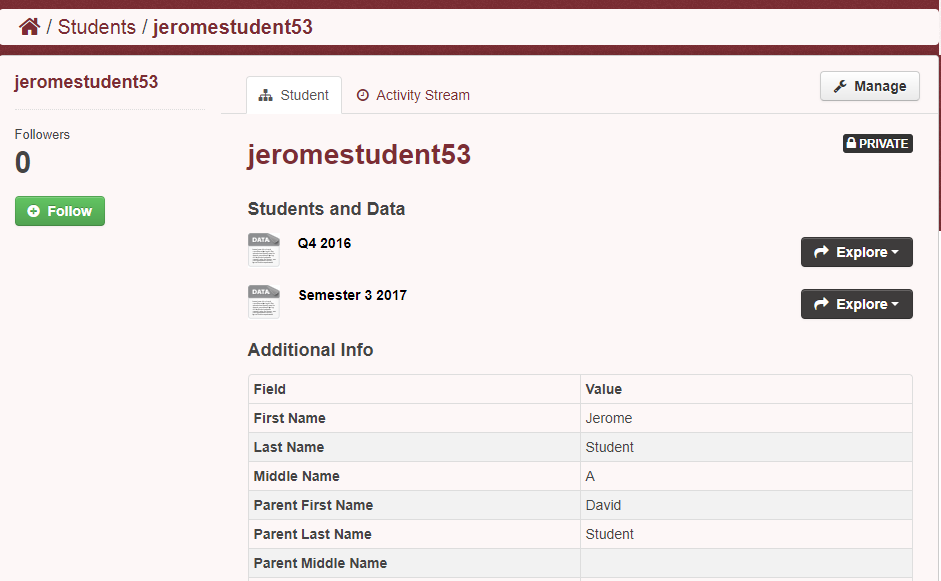 / Students / jeromestudent53
jeromestudent53
Followers
0
Follow
Student
Activity Stream
Manage
jeromestudent53
PRIVATE
Students and Data
DATA
Q4 2016
Explore
DATA
Semester 3 2017
Explore
Additional Info
Field Value
First Name Jerome
Last Name Student
Middle Name A
Parent First Name David
Parent Last Name Student
Parent Middle Name